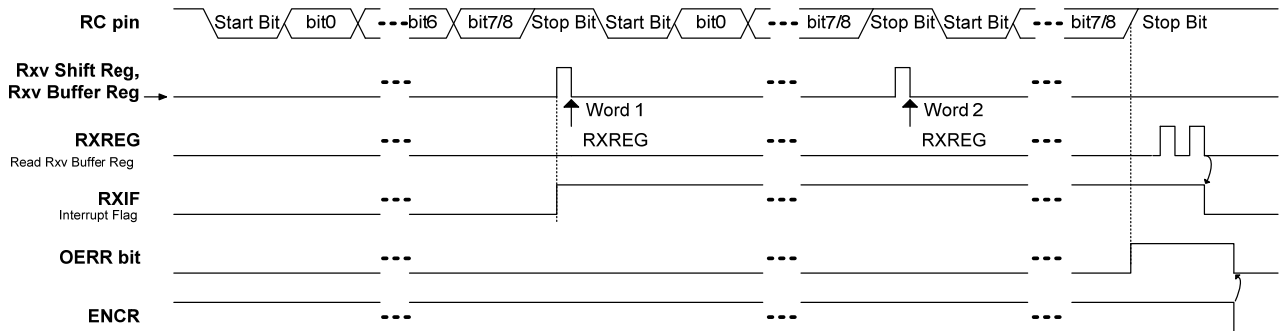 RC pin Start Bit bit0 bit6 bit7/8 Stop Bit Start Bit bit0 bit7/8 Stop Bit Start Bit bit7/8 Stop Bit
Rxv Shift Reg,
Rxv Buffer Reg
Word 1 Word 2
RXREG RXREG RXREG
Read Rxv Buffer Reg
RXIF
Interrupt Flag
OERR bit
ENCR